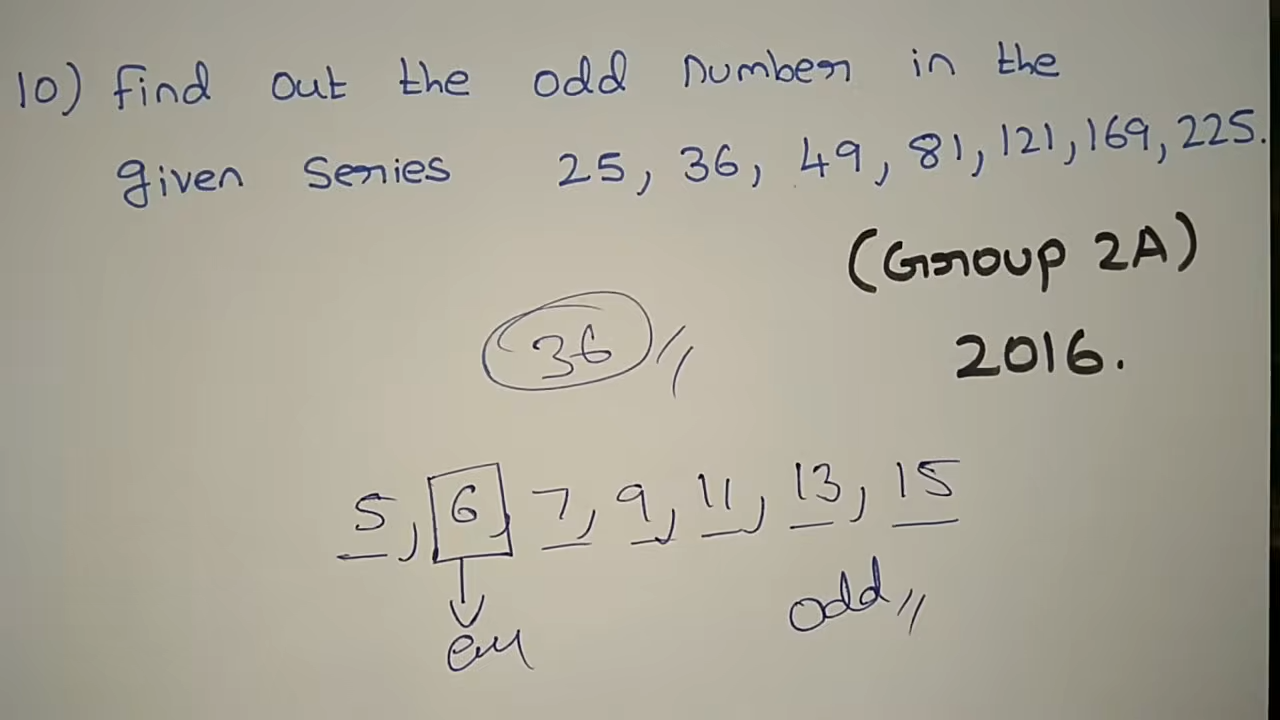 10) Find out the odd number in the
given series 25, 36, 49, 81, 121, 169, 225.
(Group 2A)
2016.
36
5, 6, 7, 9, 11, 13, 15
odd